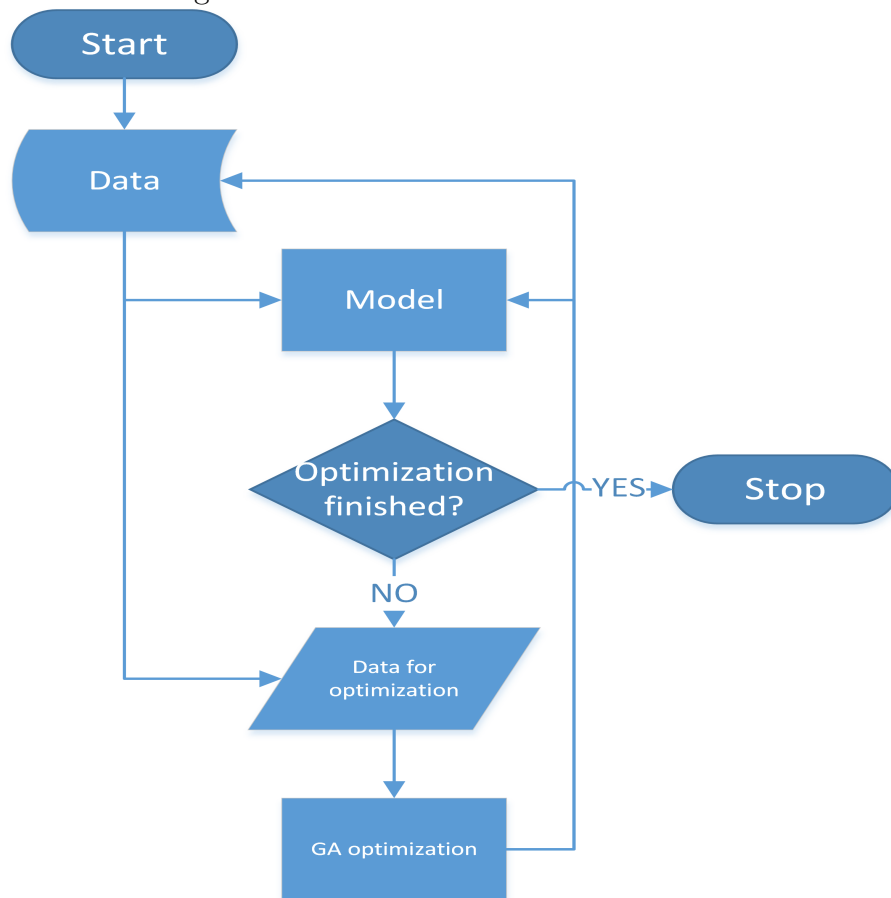 Start
Data
Model
Optimization
finished?
YES
Stop
NO
Data for
optimization
GA optimization